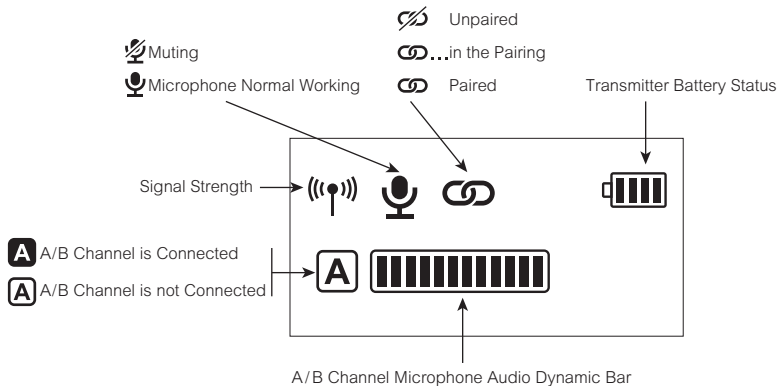 Unpaired
Muting
...in the Pairing
Microphone Normal Working
Paired
Transmitter Battery Status
Signal Strength
A A/B Channel is Connected
A A/B Channel is not Connected
A
A/B Channel Microphone Audio Dynamic Bar